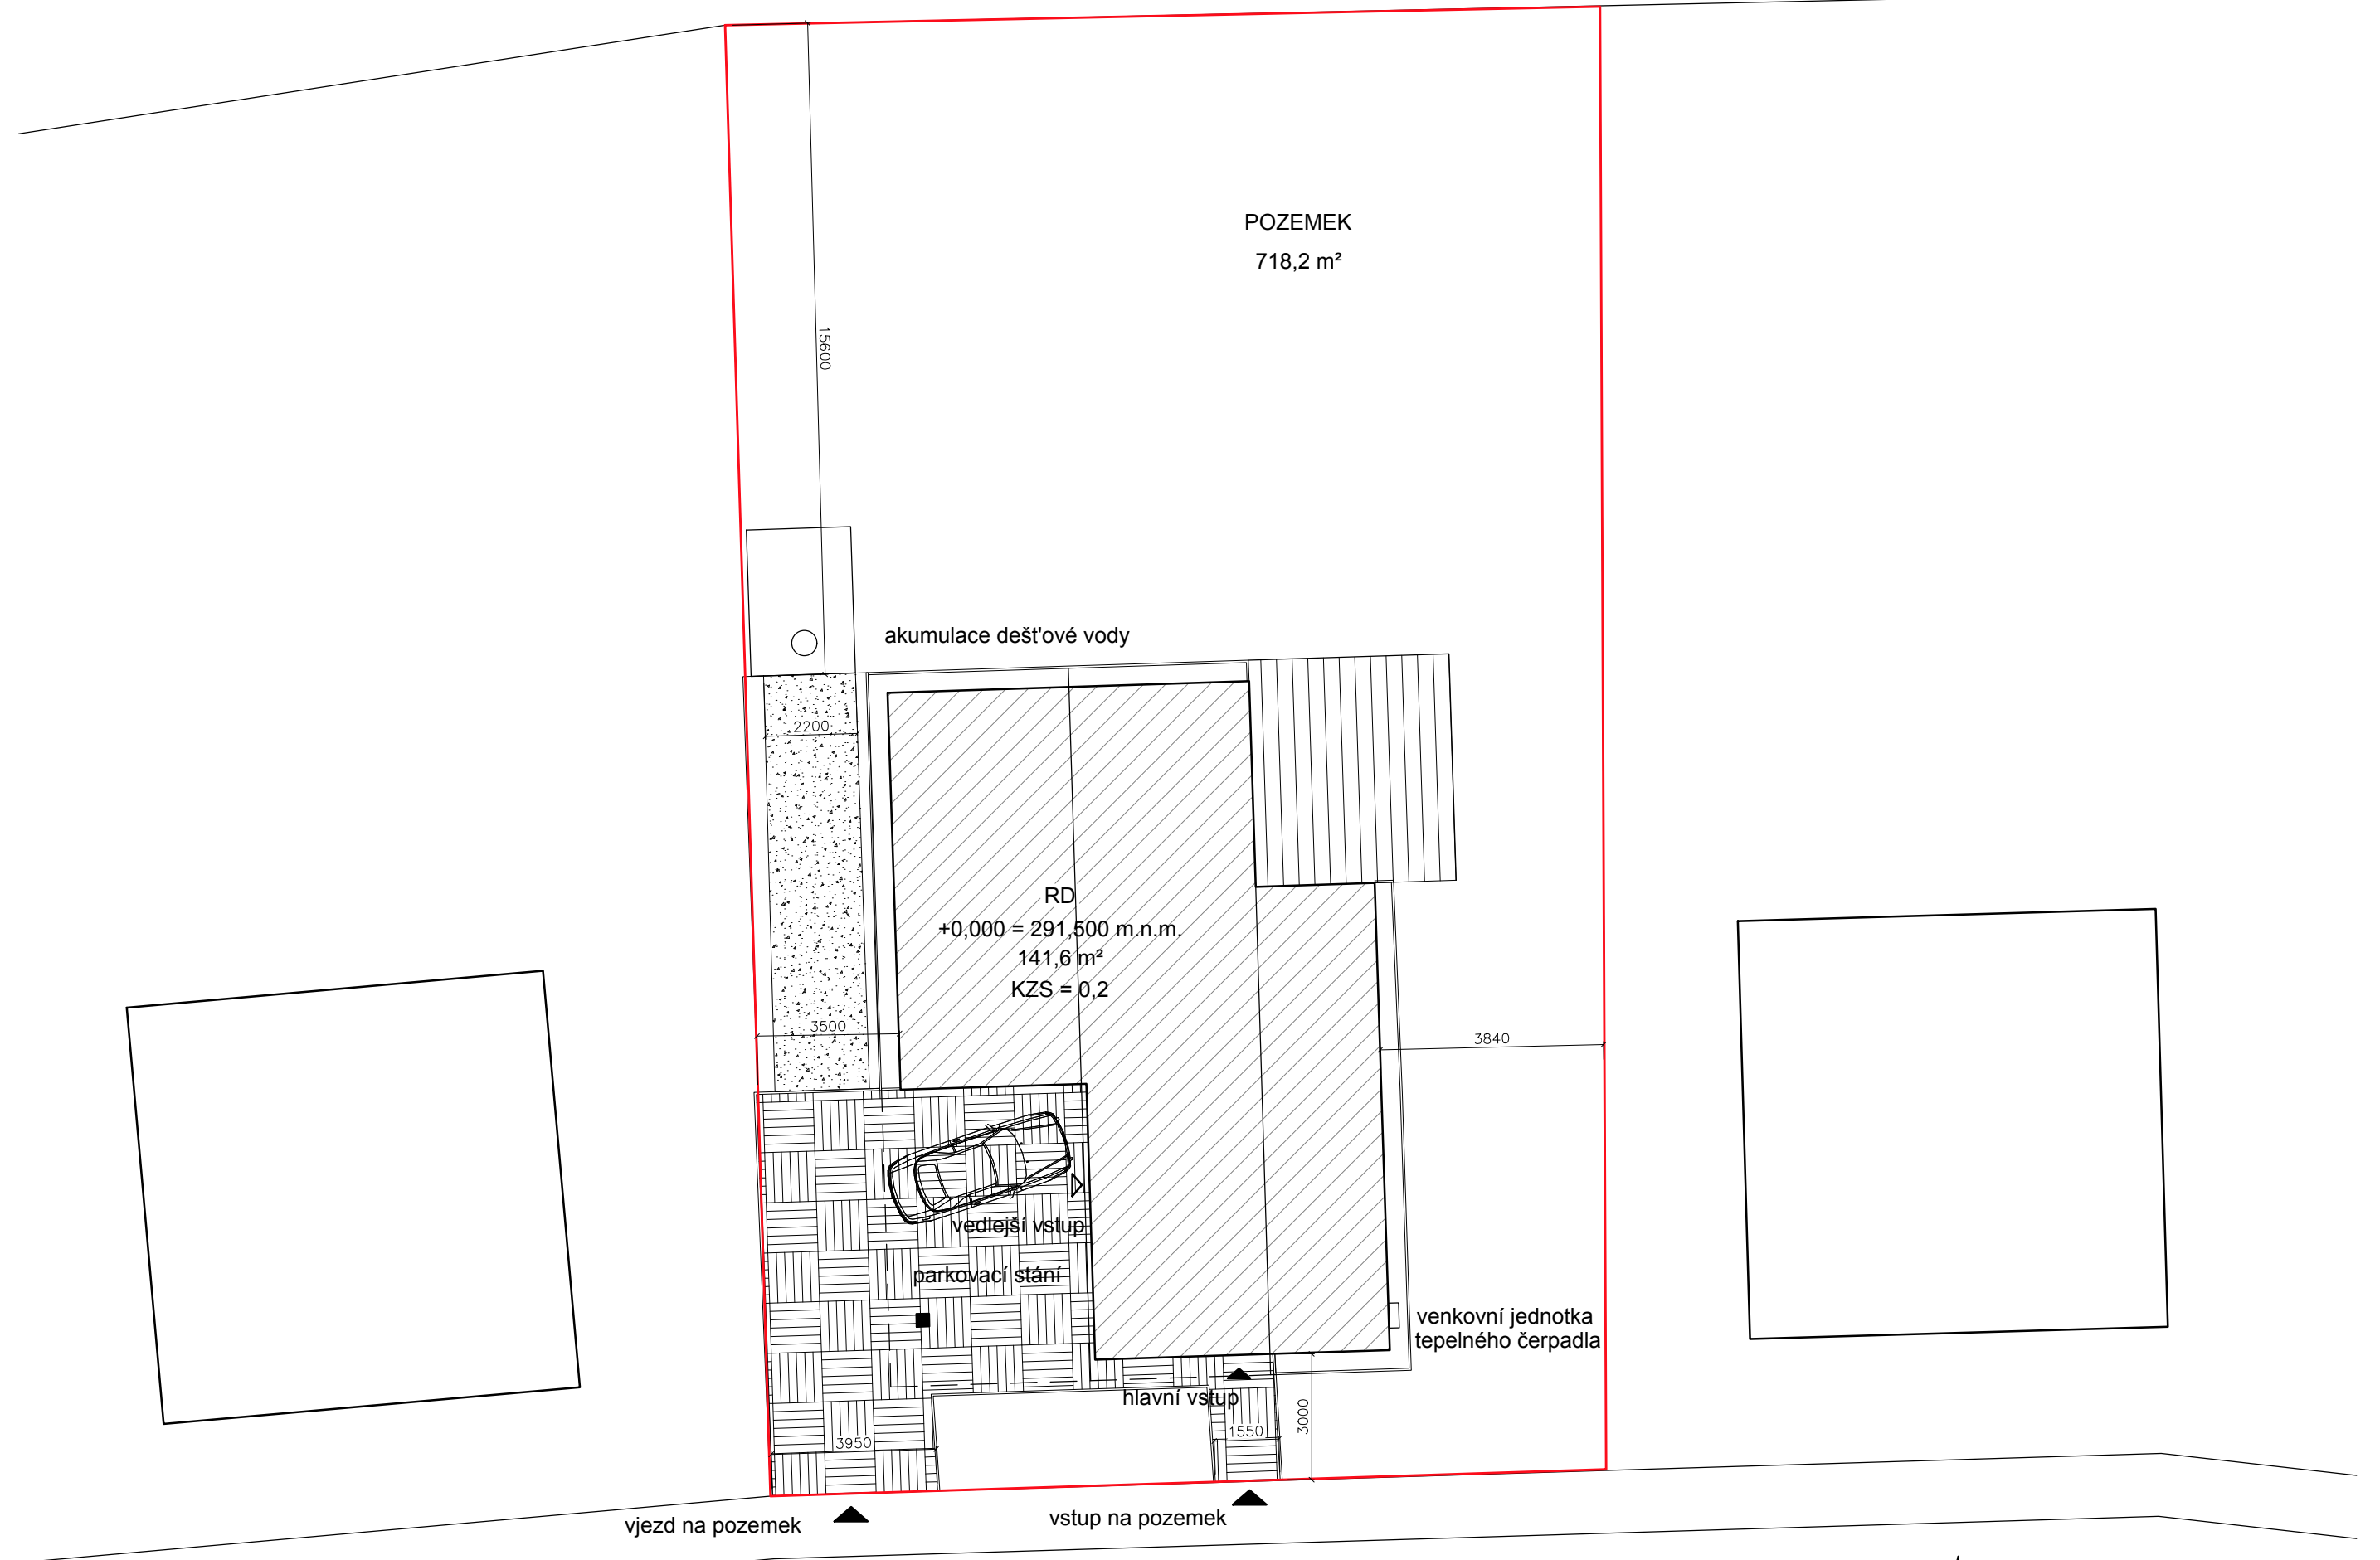 POZEMEK
718,2 m²
15600
akumulace dešťové vody
2200
RD
+0,000 = 291,500 m.n.m.
141,6 m²
KZS = 0,2
3500
3840
vedlejší vstup
parkovací stání
venkovní jednotka
tepelného čerpadla
hlavní vstup
3950
1550
3000
vjezd na pozemek
vstup na pozemek